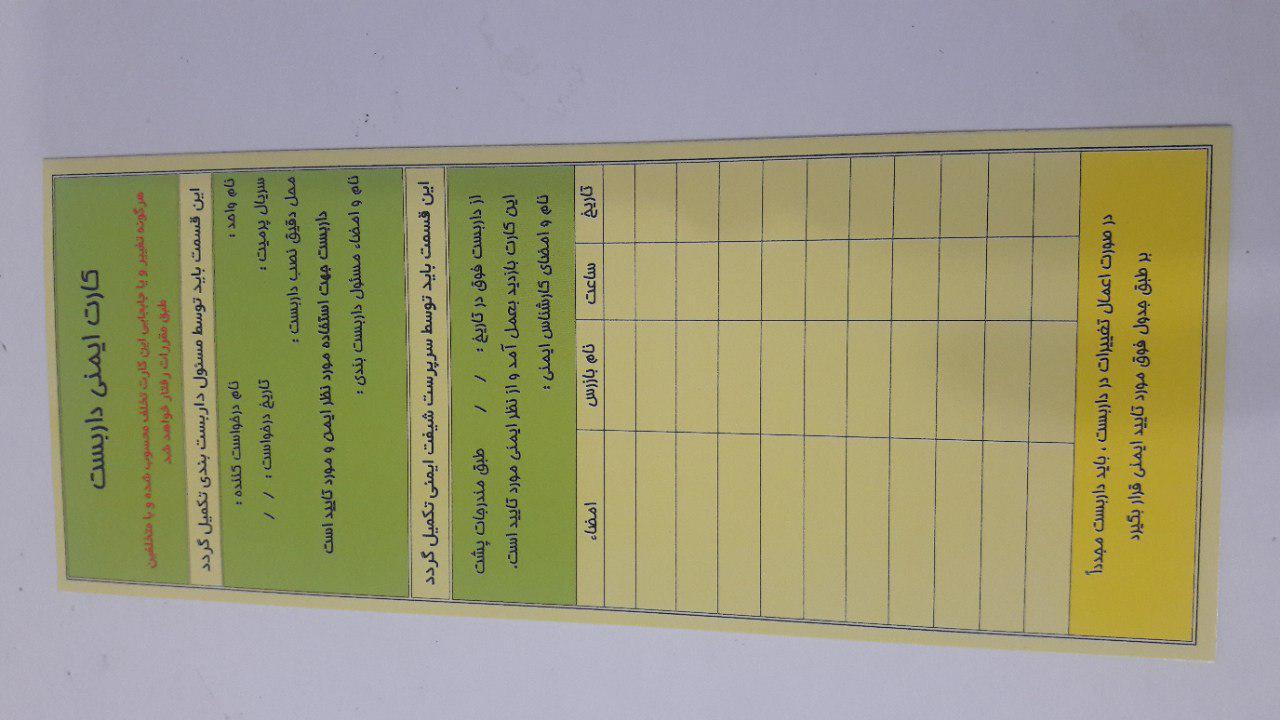 کارت ایمنی داربست
هرگونه تغییر و یا جابجایی این کارت تخلف محسوب شده و با متخلفین
طبق مقررات رفتار خواهد شد
این قسمت باید توسط مسئول داربست بندی تکمیل گردد
نام واحد : نام درخواست کننده :
سریال پرمیت : تاریخ درخواست : / /
محل دقیق نصب داربست :
داربست جهت استفاده مورد نظر ایمن و مورد تایید است
نام و امضاء مسئول داربست بندی :
این قسمت باید توسط سرپرست شیفت ایمنی تکمیل گردد
از داربست فوق در تاریخ : / / طبق مندرجات پشت
این کارت بازدید بعمل آمد و از نظر ایمنی مورد تایید است.
نام و امضای کارشناس ایمنی :
تاریخ ساعت نام بازرس امضاء
در صورت اعمال تغییرات در داربست ، باید داربست مجدداً
بر طبق جدول فوق مورد تایید ایمنی قرار بگیرد